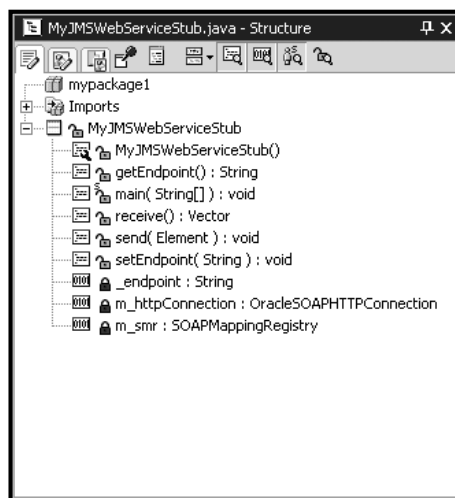 MyJMSWebServiceStub.java - Structure
mypackage1
Imports
MyJMSWebServiceStub
MyJMSWebServiceStub()
getEndpoint() : String
main( String[] ) : void
receive() : Vector
send( Element ) : void
setEndpoint( String ) : void
_endpoint : String
m_httpConnection : OracleSOAPHTTPConnection
m_smr : SOAPMappingRegistry